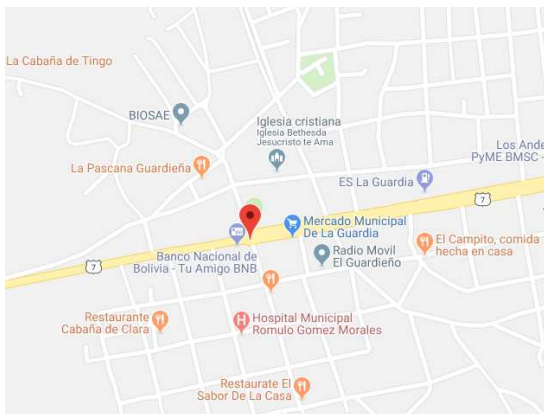 La Cabaña de Tingo
BIOSAE
Iglesia cristiana
Iglesia Bethesda
Jesucristo te Ama
La Pascana Guardieña
Los Ande
PyME BMSC -
ES La Guardia
7
Mercado Municipal
De La Guardia
Banco Nacional de
Bolivia - Tu Amigo BNB
Radio Movil
El Guardieño
El Campito, comida
hecha en casa
7
Restaurante
Cabaña de Clara
Hospital Municipal
Romulo Gomez Morales
Restaurate El
Sabor De La Casa